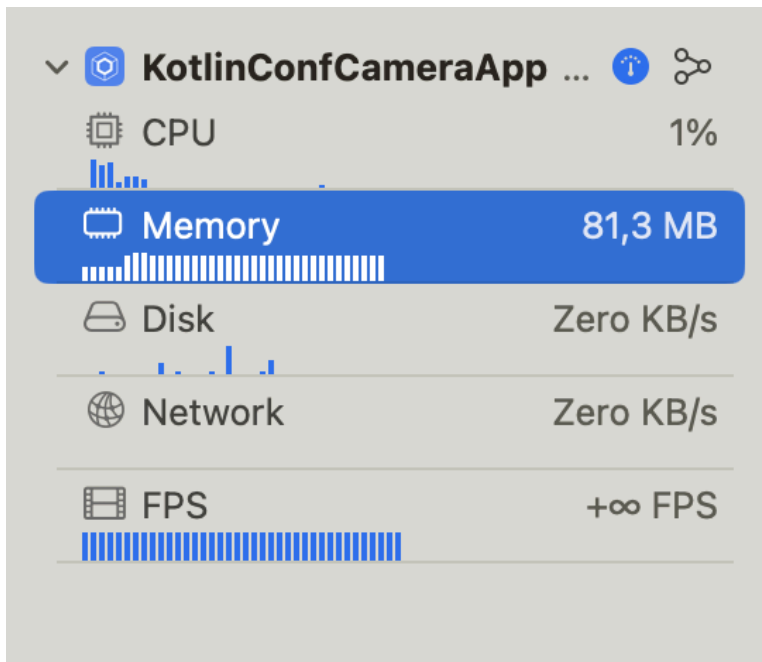 KotlinConfCameraApp ...
CPU 1%
Memory 81,3 MB
Disk Zero KB/s
Network Zero KB/s
FPS +∞ FPS